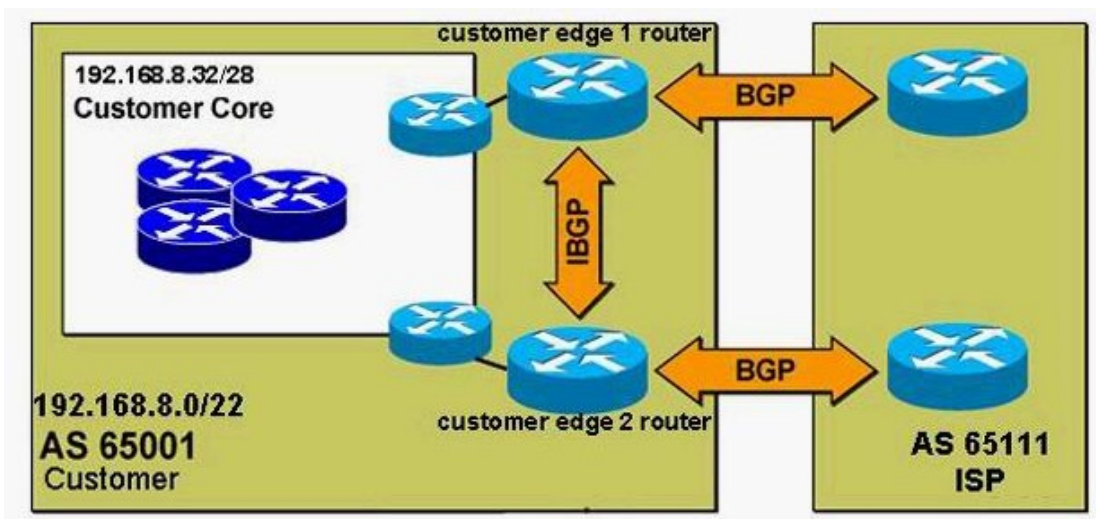 customer edge 1 router
192.168.8.32/28
Customer Core
BGP
IBGP
BGP
customer edge 2 router
192.168.8.0/22
AS 65001
Customer
AS 65111
ISP